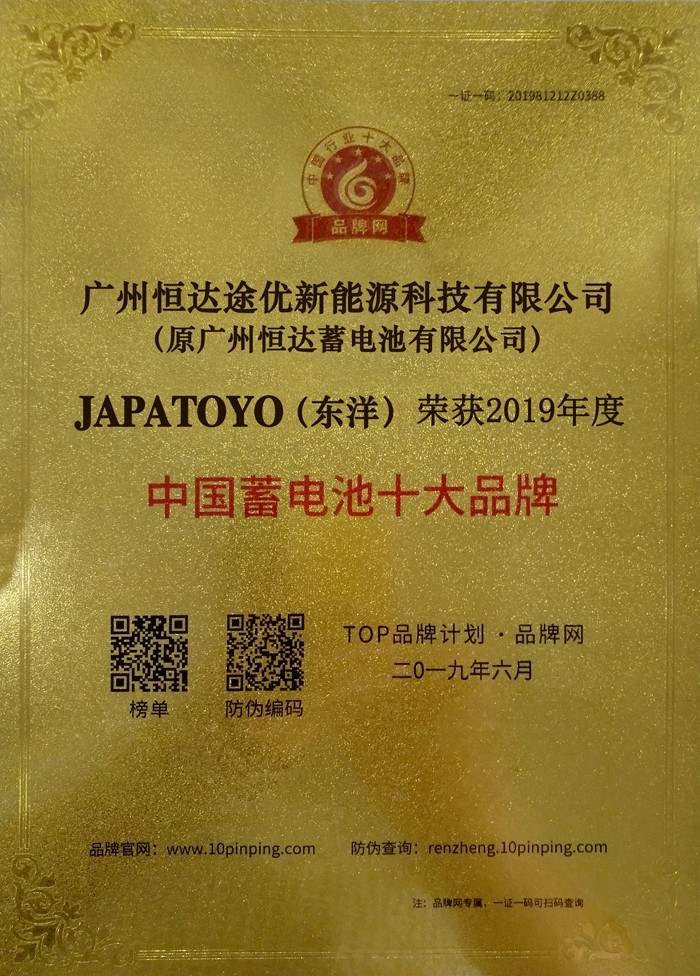 一证一码：20198121220388
中国行业十大品牌
品牌网
广州恒达途优新能源科技有限公司
（原广州恒达蓄电池有限公司）
JAPATOYO（东洋）荣获2019年度
中国蓄电池十大品牌
TOP品牌计划·品牌网
二0一九年六月
榜单 防伪编码
品牌官网：www.10pinping.com 防伪查询：renzheng.10pinping.com
注：品牌网专属，一证一码可扫码查询